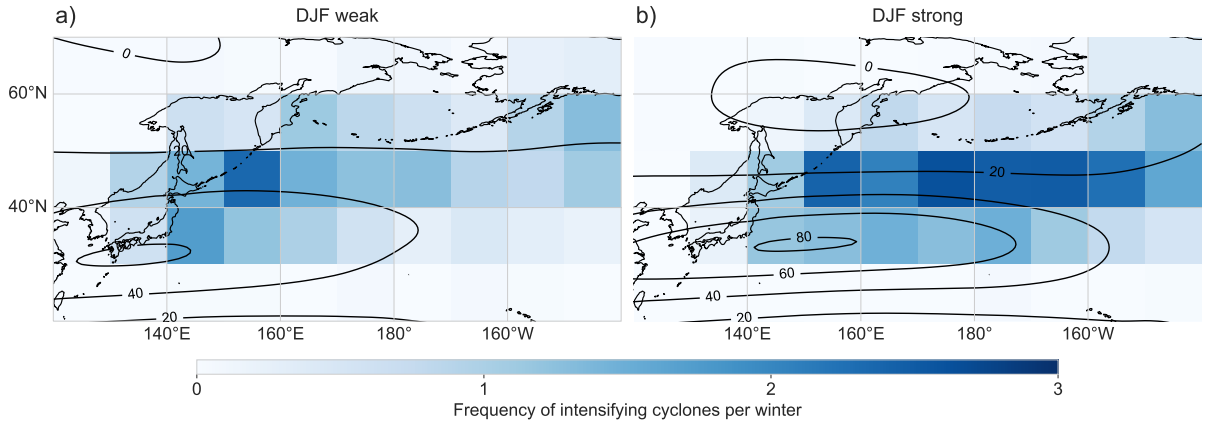 a) DJF weak
b) DJF strong
0
0
60°N
20
20
40°N
80
60
40
40
20
20
140°E 160°E 180° 160°W
140°E 160°E 180° 160°W
0 1 2 3
Frequency of intensifying cyclones per winter